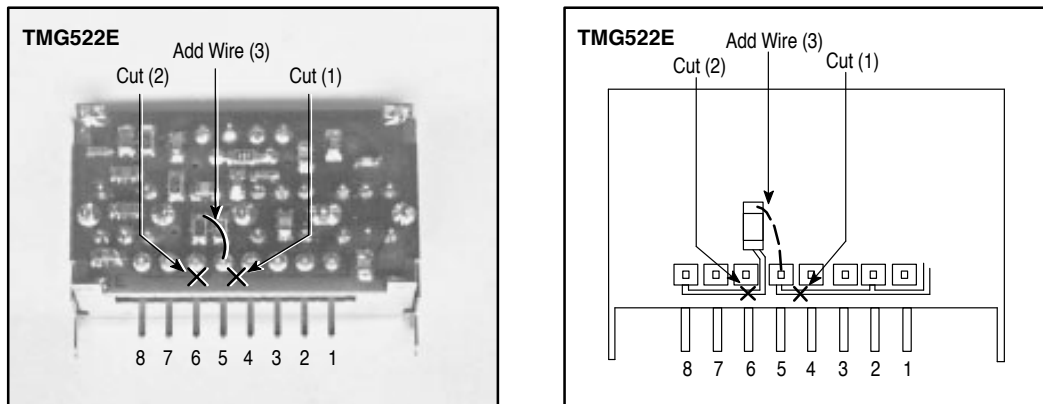 TMG522E
Add Wire (3)
Cut (2)
Cut (1)
8 7 6 5 4 3 2 1
TMG522E
Add Wire (3)
Cut (2)
Cut (1)
8 7 6 5 4 3 2 1